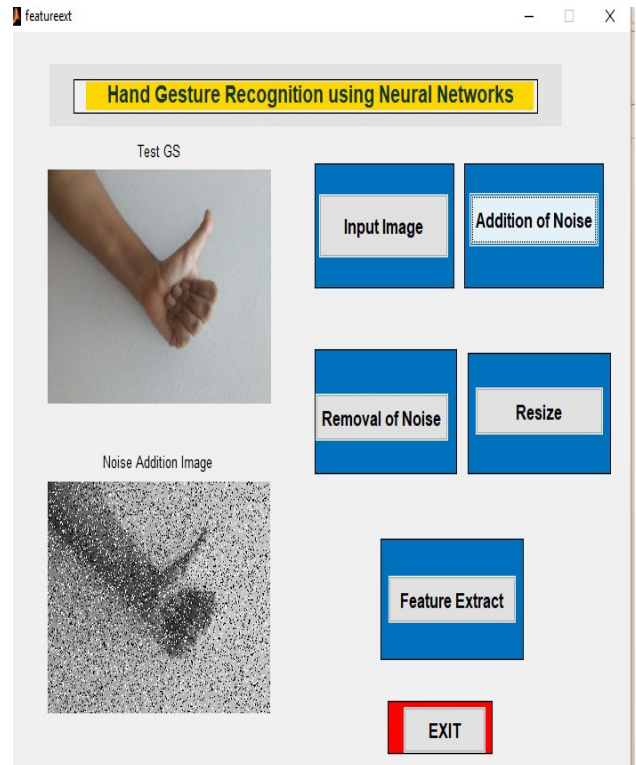 featureext
Hand Gesture Recognition using Neural Networks
Test GS
Input Image
Addition of Noise
Removal of Noise
Resize
Noise Addition Image
Feature Extract
EXIT